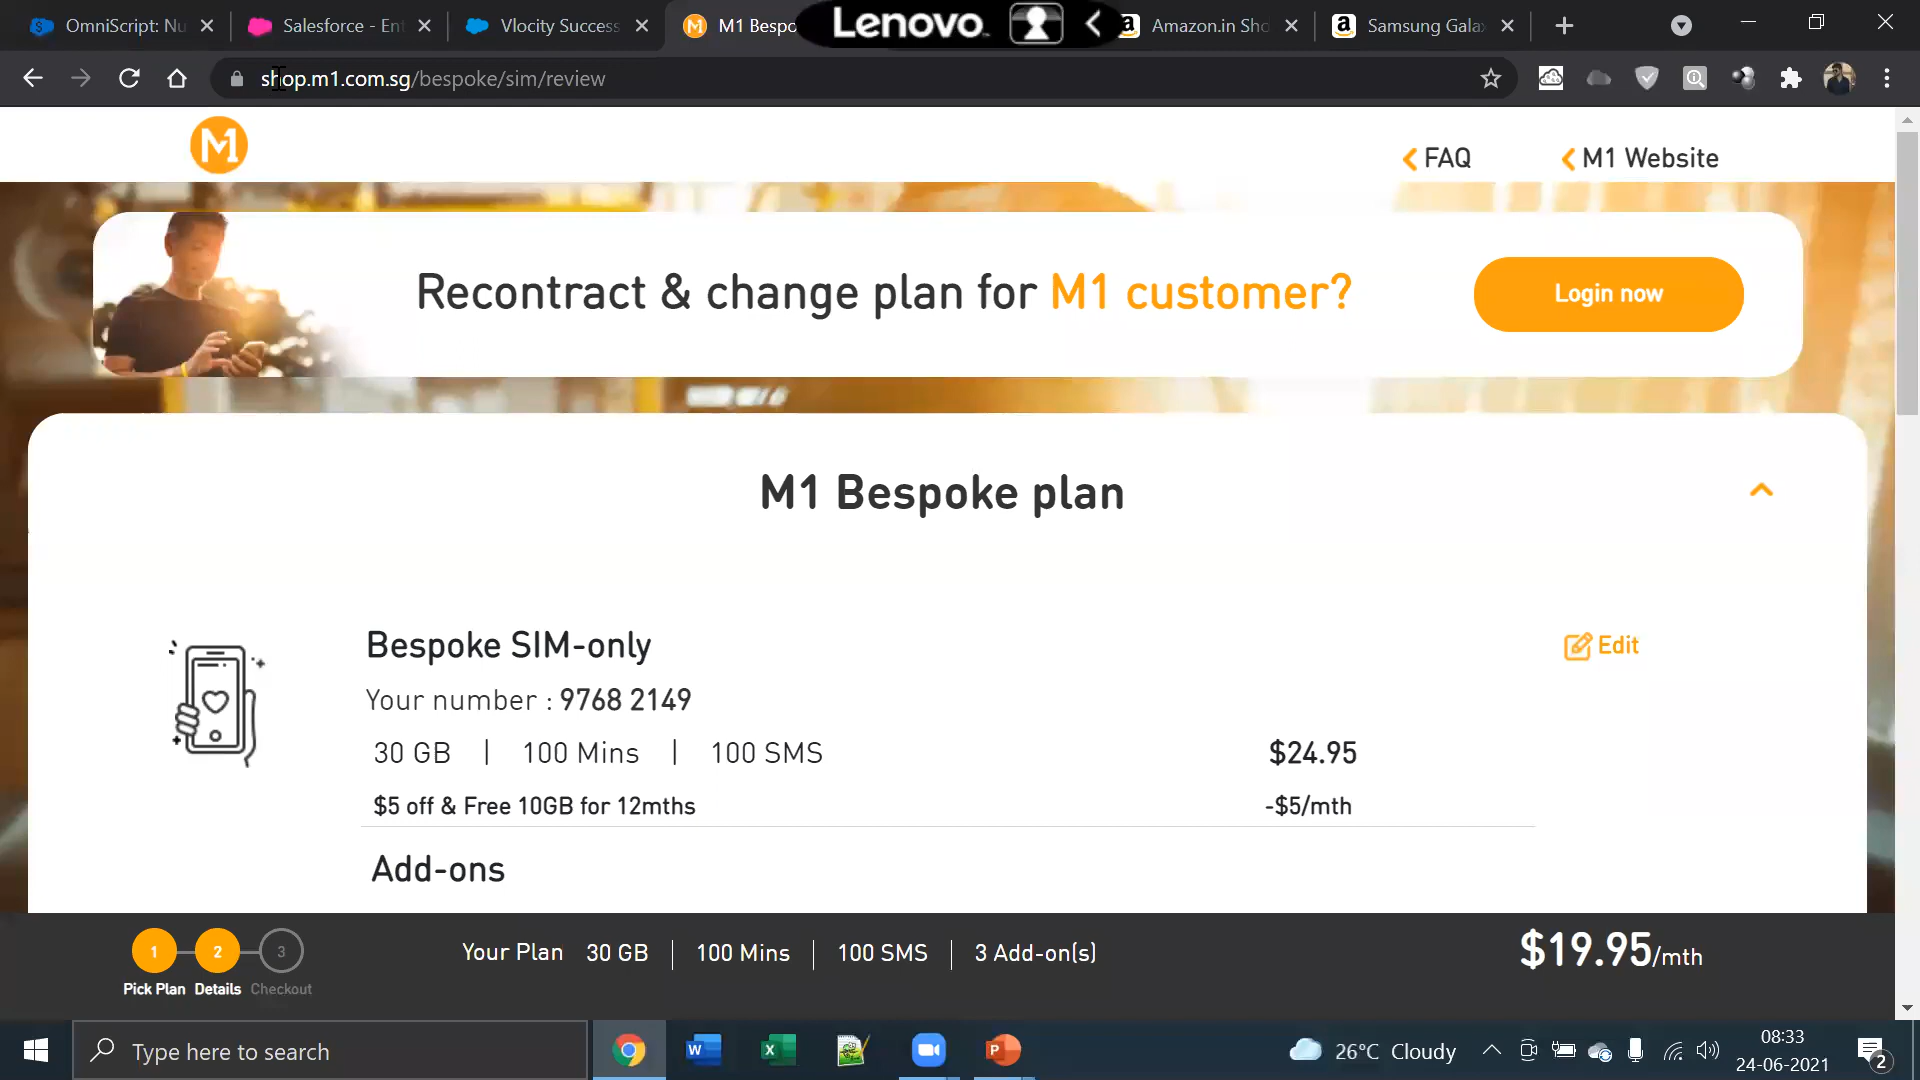 OmniScript: Nu
Salesforce - Ent
Vlocity Success
M1 Bespo
Lenovo
Amazon.in Sho
Samsung Gala
shop.m1.com.sg/bespoke/sim/review
M1
FAQ
M1 Website
Recontract & change plan for M1 customer?
Login now
M1 Bespoke plan
Bespoke SIM-only
Edit
Your number : 9768 2149
30 GB | 100 Mins | 100 SMS
$24.95
$5 off & Free 10GB for 12mths
-$5/mth
Add-ons
1 2 3
Pick Plan Details Checkout
Your Plan 30 GB | 100 Mins | 100 SMS | 3 Add-on(s)
$19.95/mth
Type here to search
26°C Cloudy
08:33
24-06-2021
2